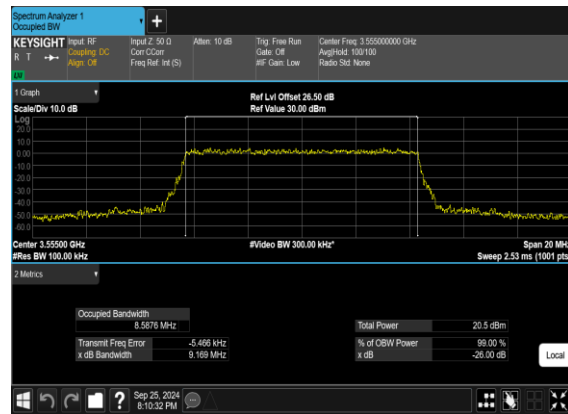 Spectrum Analyzer 1
Occupied BW
+
KEYSIGHT
R T
LXI
Input: RF
Coupling: DC
Align: Off
Input Z: 50 Ω
Corr CCorr
Freq Ref: Int (S)
Atten: 10 dB
Trig: Free Run
Gate: Off
#IF Gain: Low
Center Freq: 3.555000000 GHz
Avg|Hold: 100/100
Radio Std: None
1 Graph
Scale/Div 10.0 dB
Ref Lvl Offset 26.50 dB
Ref Value 30.00 dBm
Log
20.0
10.0
0.00
-10.0
-20.0
-30.0
-40.0
-50.0
-60.0
Center 3.55500 GHz
#Res BW 100.00 kHz
#Video BW 300.00 kHz*
Span 20 MHz
Sweep 2.53 ms (1001 pts)
2 Metrics
Occupied Bandwidth
8.5876 MHz
Total Power 20.5 dBm
Transmit Freq Error -5.466 kHz
% of OBW Power 99.00 %
x dB Bandwidth 9.169 MHz
x dB -26.00 dB
Local
?
Sep 25, 2024
8:10:32 PM